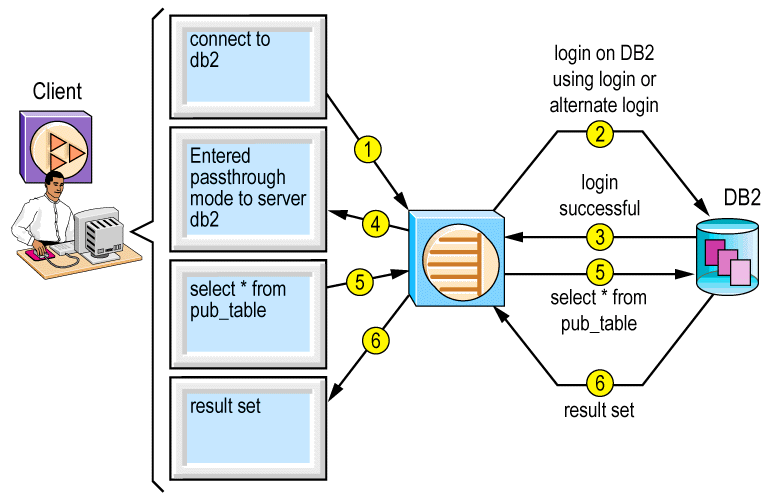 Client
connect to
db2
1
Entered
passthrough
mode to server
db2
4
select * from
pub_table
5
6
result set
login on DB2
using login or
alternate login
2
login
successful
3
DB2
5
select * from
pub_table
6
result set